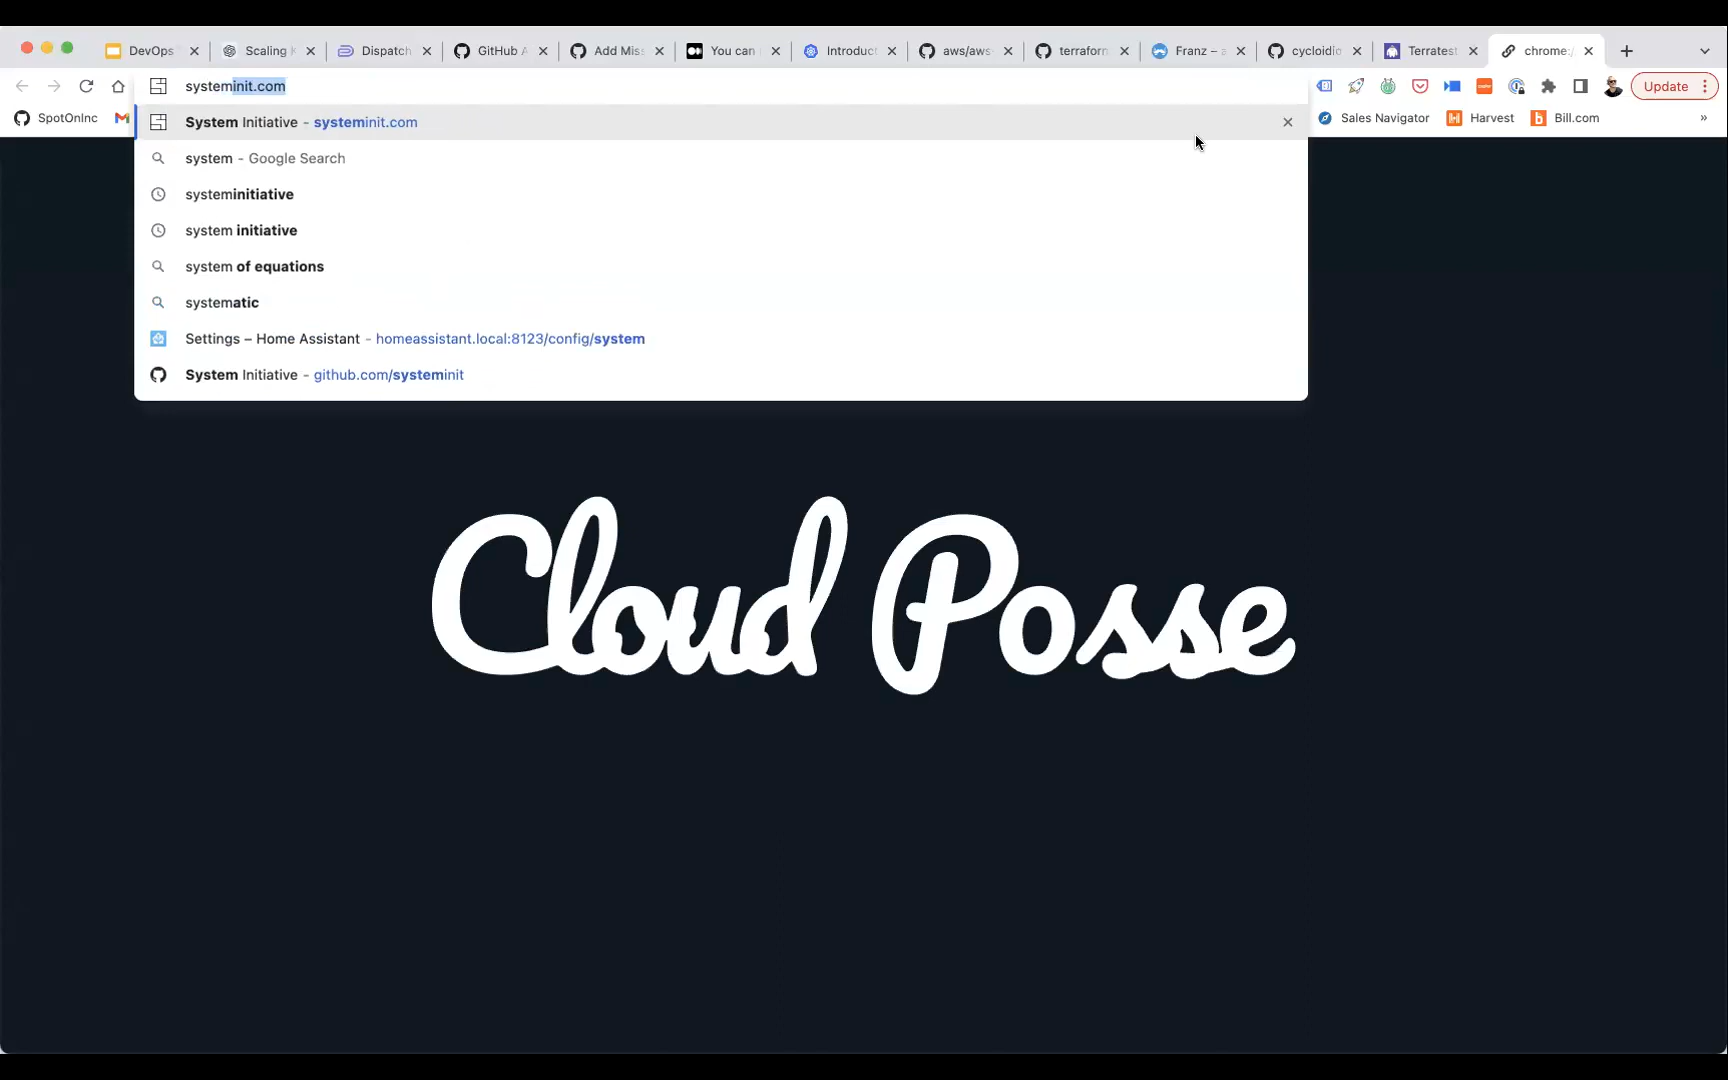 DevOps Scaling K Dispatch GitHub A Add Miss You can Introduct aws/aws- terraform Franz – a cycloidio Terratest chrome:/
systeminit.com Update
SpotOnInc Sales Navigator Harvest Bill.com »
System Initiative - systeminit.com
system - Google Search
systeminitiative
system initiative
system of equations
systematic
Settings – Home Assistant - homeassistant.local:8123/config/system
System Initiative - github.com/systeminit
Cloud Posse